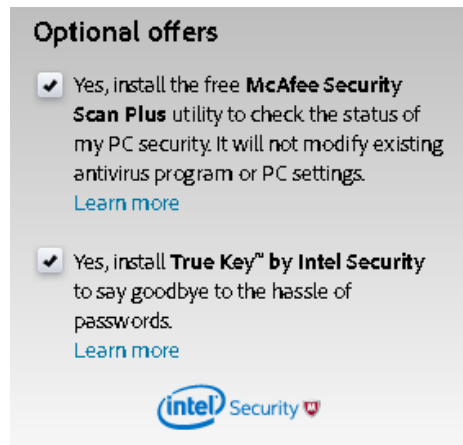 Optional offers
Yes, install the free McAfee Security
Scan Plus utility to check the status of
my PC security. It will not modify existing
antivirus program or PC settings.
Learn more
Yes, install True Key™ by Intel Security
to say goodbye to the hassle of
passwords.
Learn more
intel Security